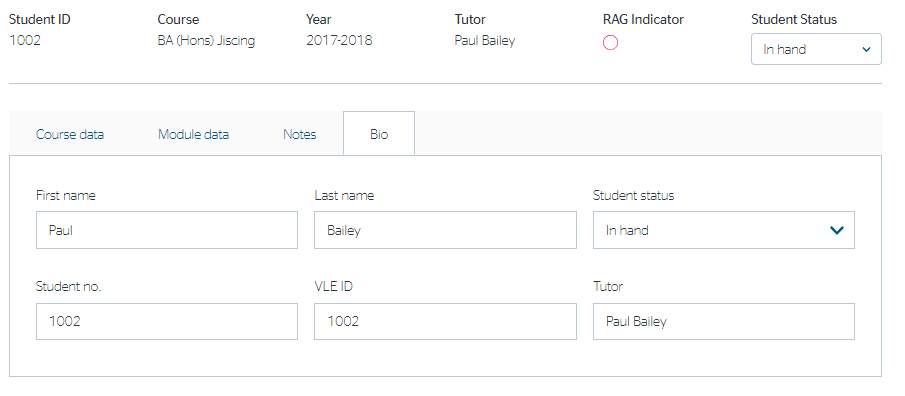 Student ID Course Year Tutor RAG Indicator Student Status
1002 BA (Hons) Jiscing 2017-2018 Paul Bailey In hand
Course data Module data Notes Bio
First name Last name Student status
Paul Bailey In hand
Student no. VLE ID Tutor
1002 1002 Paul Bailey